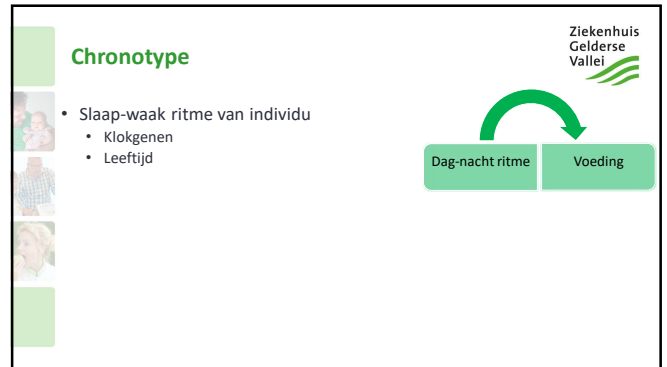 Ziekenhuis
Gelderse
Vallei
Chronotype
• Slaap-waak ritme van individu
• Klokgenen
• Leeftijd
Dag-nacht ritme
Voeding